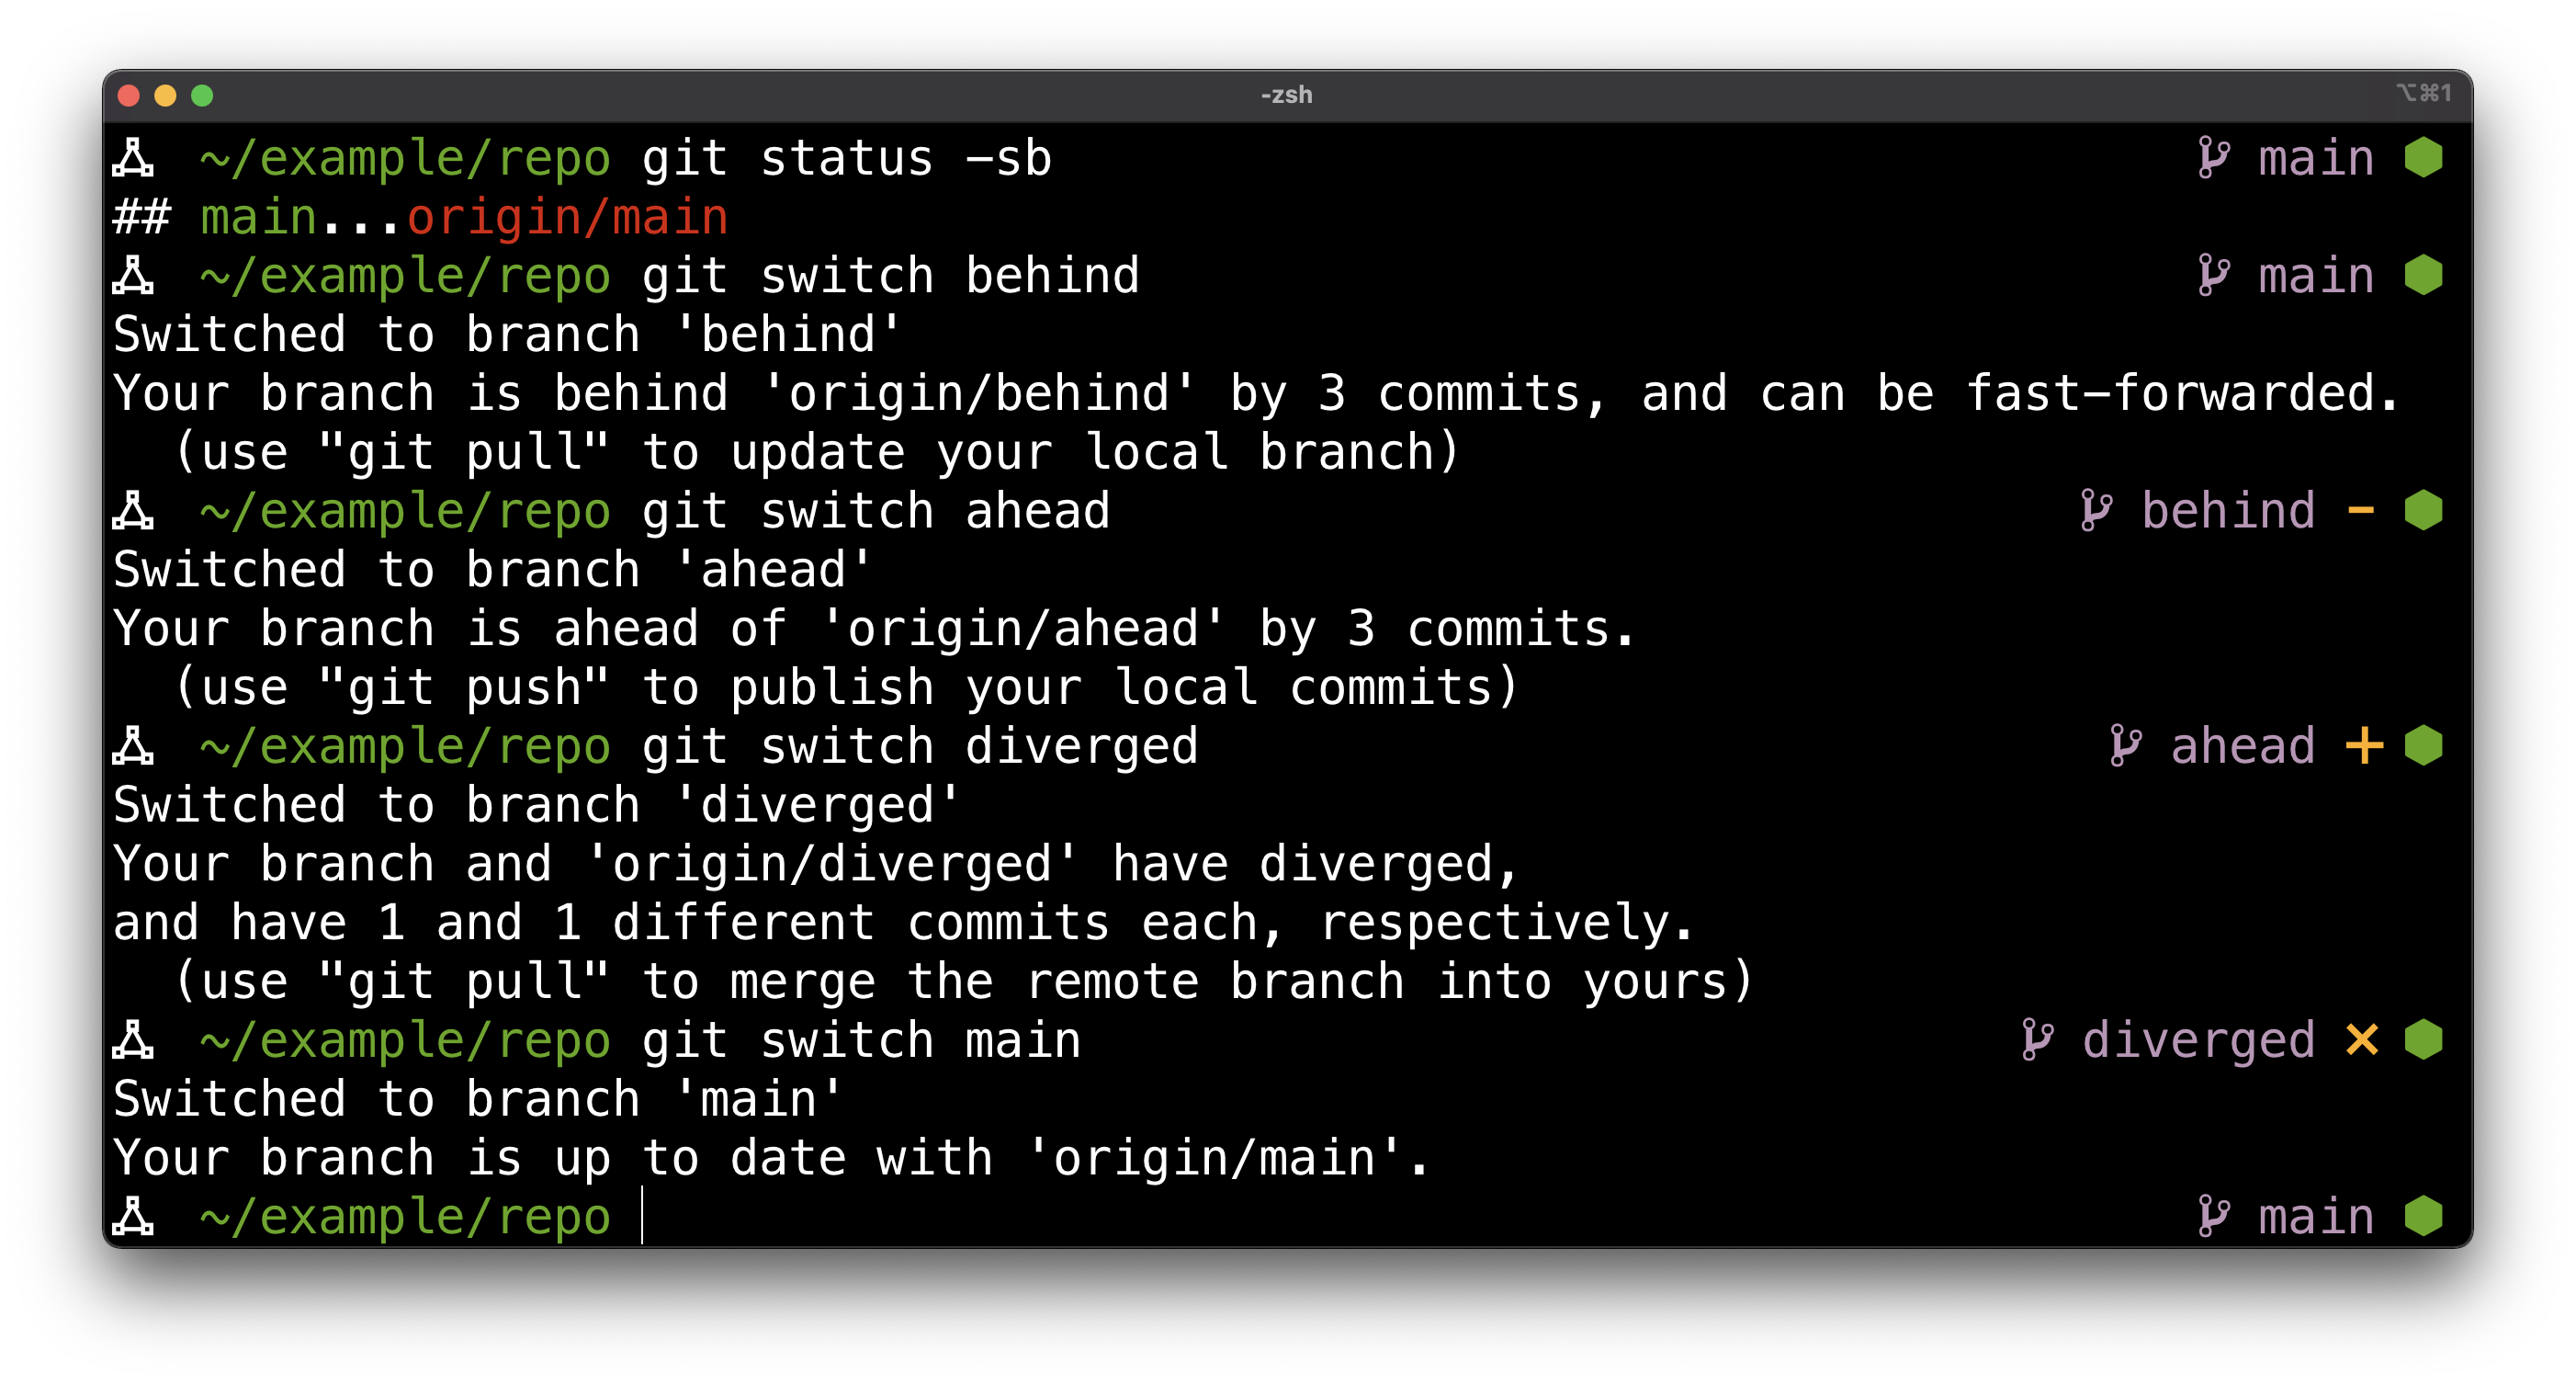 -zsh ⌥⌘1
~/example/repo git status -sb main
## main...origin/main
~/example/repo git switch behind main
Switched to branch 'behind'
Your branch is behind 'origin/behind' by 3 commits, and can be fast-forwarded.
(use "git pull" to update your local branch)
~/example/repo git switch ahead behind -
Switched to branch 'ahead'
Your branch is ahead of 'origin/ahead' by 3 commits.
(use "git push" to publish your local commits)
~/example/repo git switch diverged ahead +
Switched to branch 'diverged'
Your branch and 'origin/diverged' have diverged,
and have 1 and 1 different commits each, respectively.
(use "git pull" to merge the remote branch into yours)
~/example/repo git switch main diverged ×
Switched to branch 'main'
Your branch is up to date with 'origin/main'.
~/example/repo main